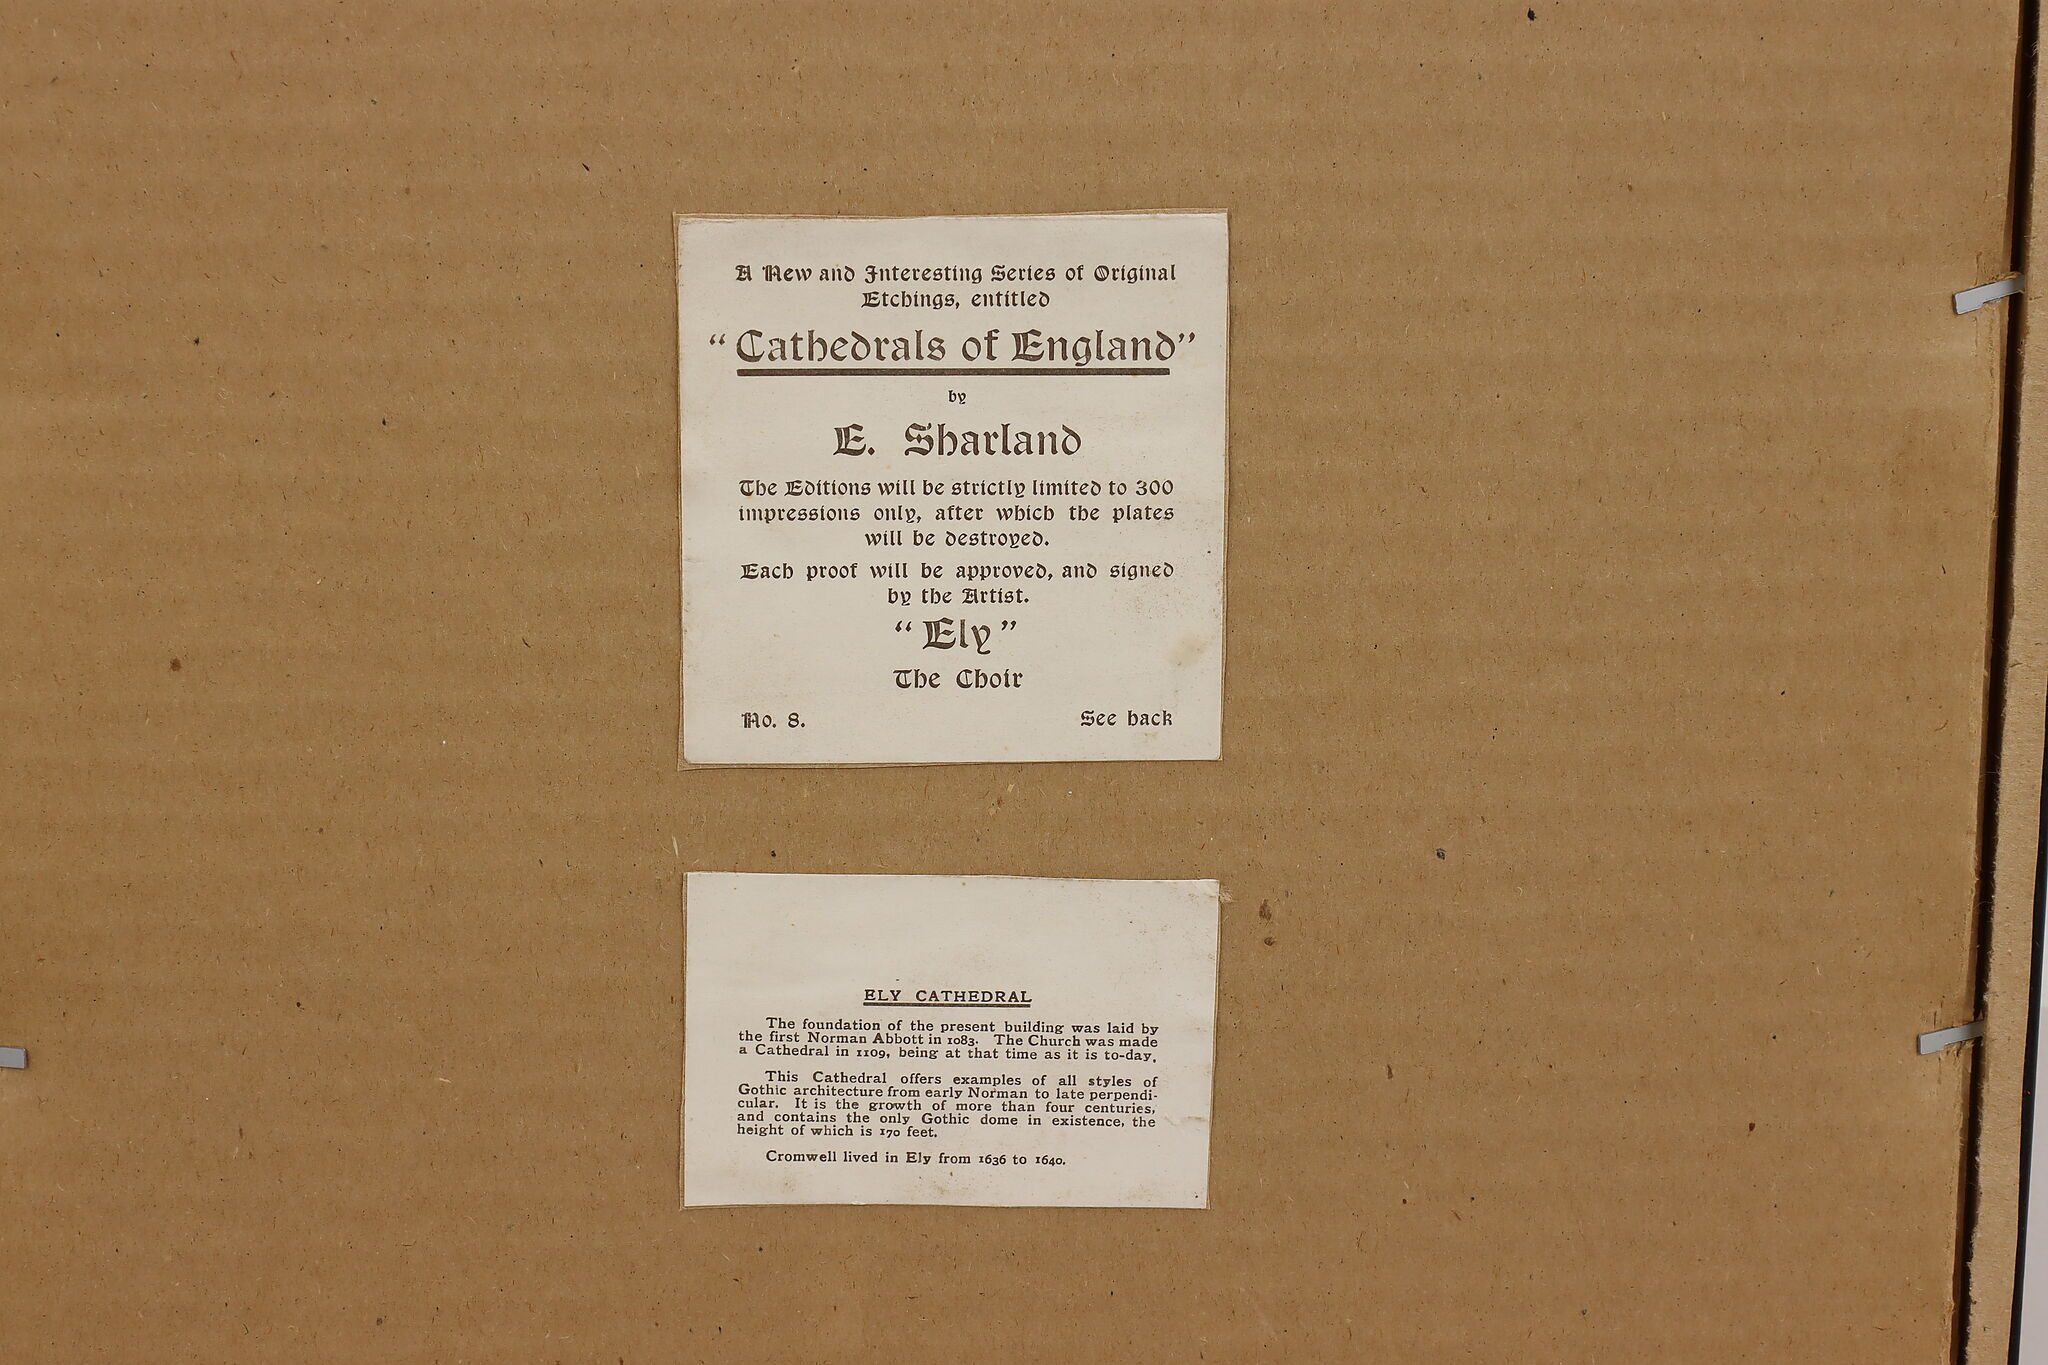 A New and Interesting Series of Original
Etchings, entitled
“Cathedrals of England”
by
E. Sharland
The Editions will be strictly limited to 300
impressions only, after which the plates
will be destroyed.
Each proof will be approved, and signed
by the Artist.
“Ely”
The Choir
No. 8. See back
ELY CATHEDRAL
The foundation of the present building was laid by
the first Norman Abbott in 1083. The Church was made
a Cathedral in 1109, being at that time as it is to-day.
This Cathedral offers examples of all styles of
Gothic architecture from early Norman to late perpendi-
cular. It is the growth of more than four centuries,
and contains the only Gothic dome in existence, the
height of which is 170 feet.
Cromwell lived in Ely from 1636 to 1640.